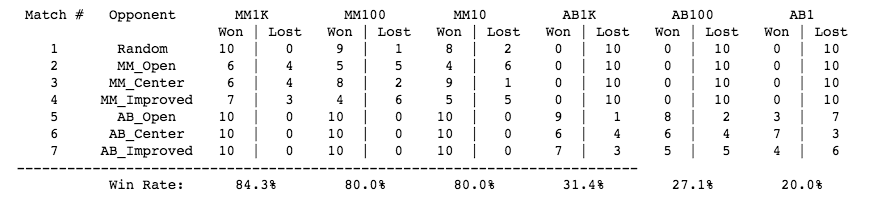 Match #   Opponent      MM1K        MM100       MM10        AB1K        AB100       AB1
                     Won | Lost  Won | Lost  Won | Lost  Won | Lost  Won | Lost  Won | Lost
1   Random   10 | 0   9 | 1   8 | 2   0 | 10   0 | 10   0 | 10
2   MM_Open   6 | 4   5 | 5   4 | 6   0 | 10   0 | 10   0 | 10
3   MM_Center   6 | 4   8 | 2   9 | 1   0 | 10   0 | 10   0 | 10
4   MM_Improved   7 | 3   4 | 6   5 | 5   0 | 10   0 | 10   0 | 10
5   AB_Open   10 | 0   10 | 0   10 | 0   9 | 1   8 | 2   3 | 7
6   AB_Center   10 | 0   10 | 0   10 | 0   6 | 4   6 | 4   7 | 3
7   AB_Improved   10 | 0   10 | 0   10 | 0   7 | 3   5 | 5   4 | 6
--------------------------------------------------------------------------
Win Rate:   84.3%   80.0%   80.0%   31.4%   27.1%   20.0%